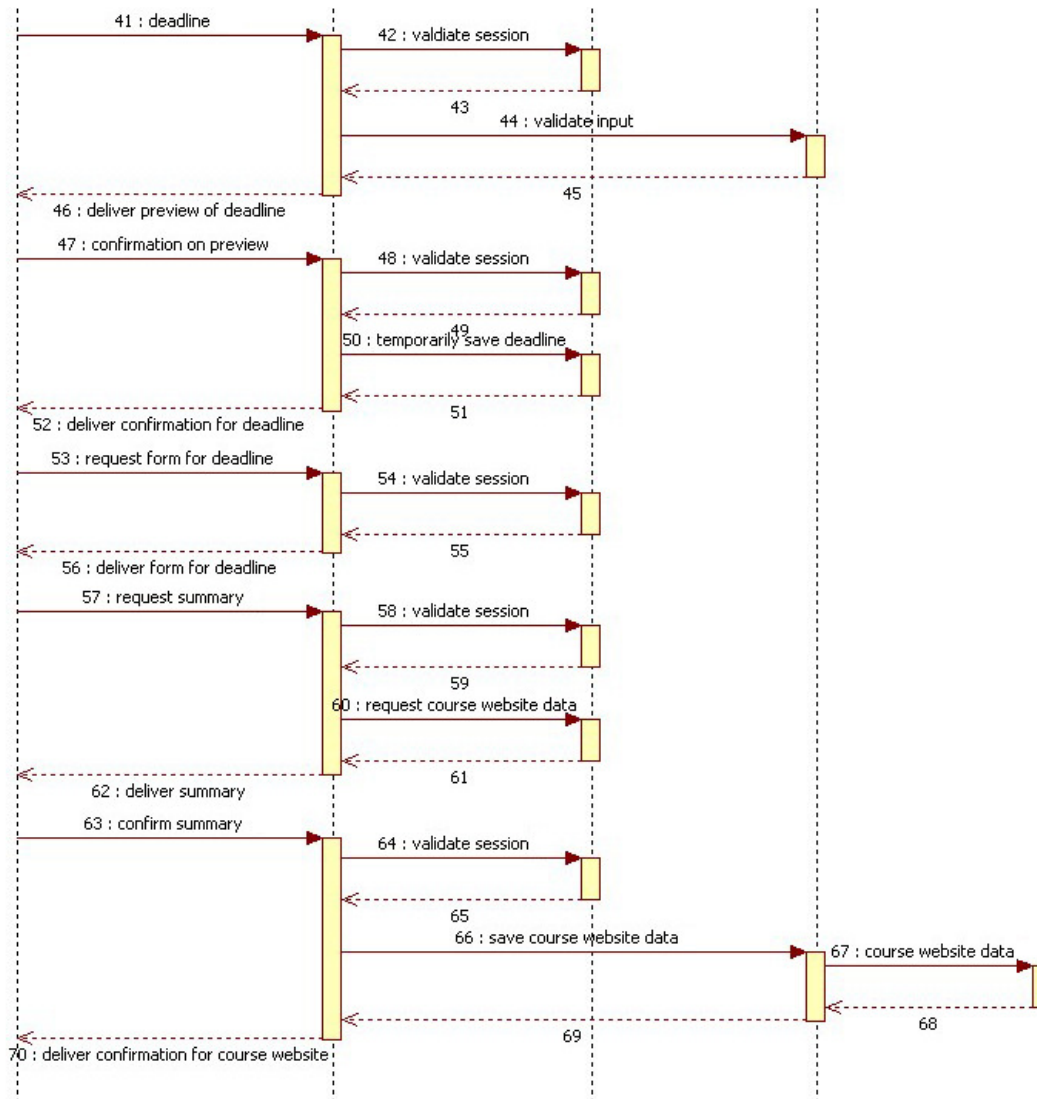 41 : deadline
42 : valdiate session
43
44 : validate input
45
46 : deliver preview of deadline
47 : confirmation on preview
48 : validate session
49
50 : temporarily save deadline
51
52 : deliver confirmation for deadline
53 : request form for deadline
54 : validate session
55
56 : deliver form for deadline
57 : request summary
58 : validate session
59
60 : request course website data
61
62 : deliver summary
63 : confirm summary
64 : validate session
65
66 : save course website data
67 : course website data
68
69
70 : deliver confirmation for course website